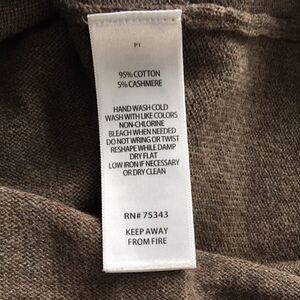 PI
95% COTTON
5% CASHMERE
HAND WASH COLD
WASH WITH LIKE COLORS
NON-CHLORINE
BLEACH WHEN NEEDED
DO NOT WRING OR TWIST
RESHAPE WHILE DAMP
DRY FLAT
LOW IRON IF NECESSARY
OR DRY CLEAN
RN# 75343
KEEP AWAY
FROM FIRE